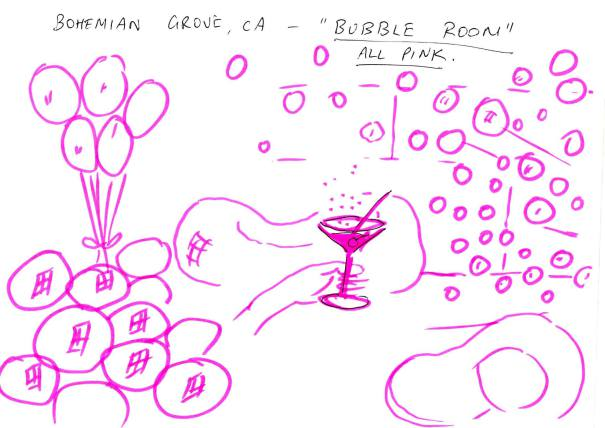 BOHEMIAN GROVE, CA - "BUBBLE ROOM"
ALL PINK.